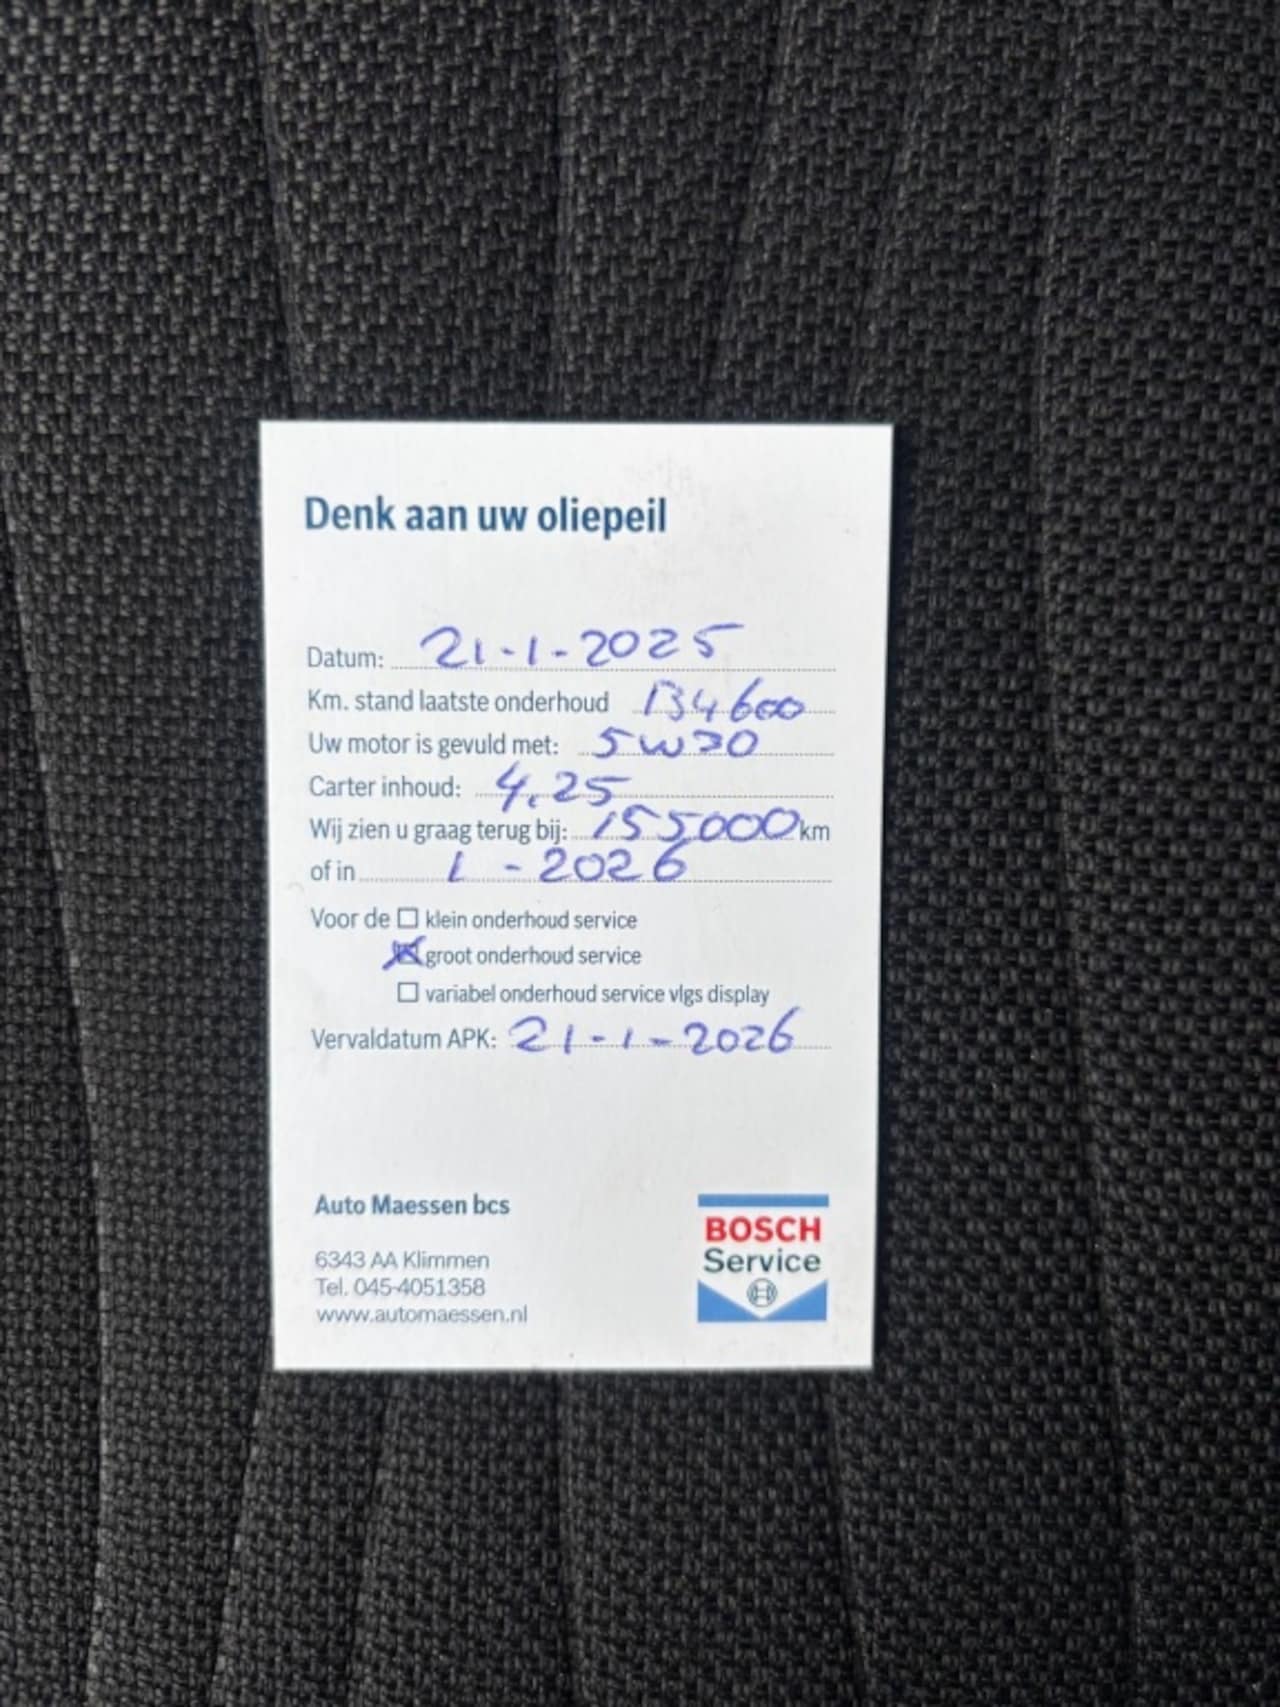 Denk aan uw oliepeil
Datum: 21-1-2025
Km. stand laatste onderhoud 134600
Uw motor is gevuld met: 5W30
Carter inhoud: 4,25
Wij zien u graag terug bij: 155000 km
of in 1 - 2026
Voor de ☐ klein onderhoud service
☒ groot onderhoud service
☐ variabel onderhoud service vlgs display
Vervaldatum APK: 21-1-2026
Auto Maessen bcs
6343 AA Klimmen
Tel. 045-4051358
www.automaessen.nl
BOSCH
Service